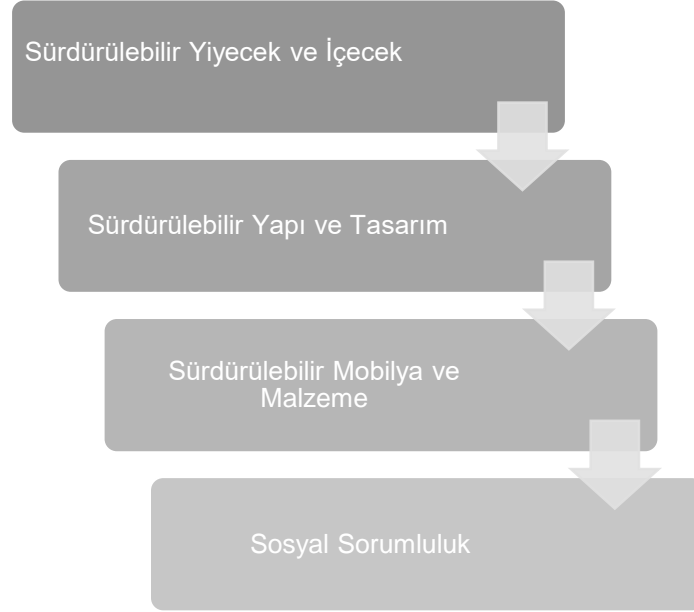 Sürdürülebilir Yiyecek ve İçecek
Sürdürülebilir Yapı ve Tasarım
Sürdürülebilir Mobilya ve
Malzeme
Sosyal Sorumluluk